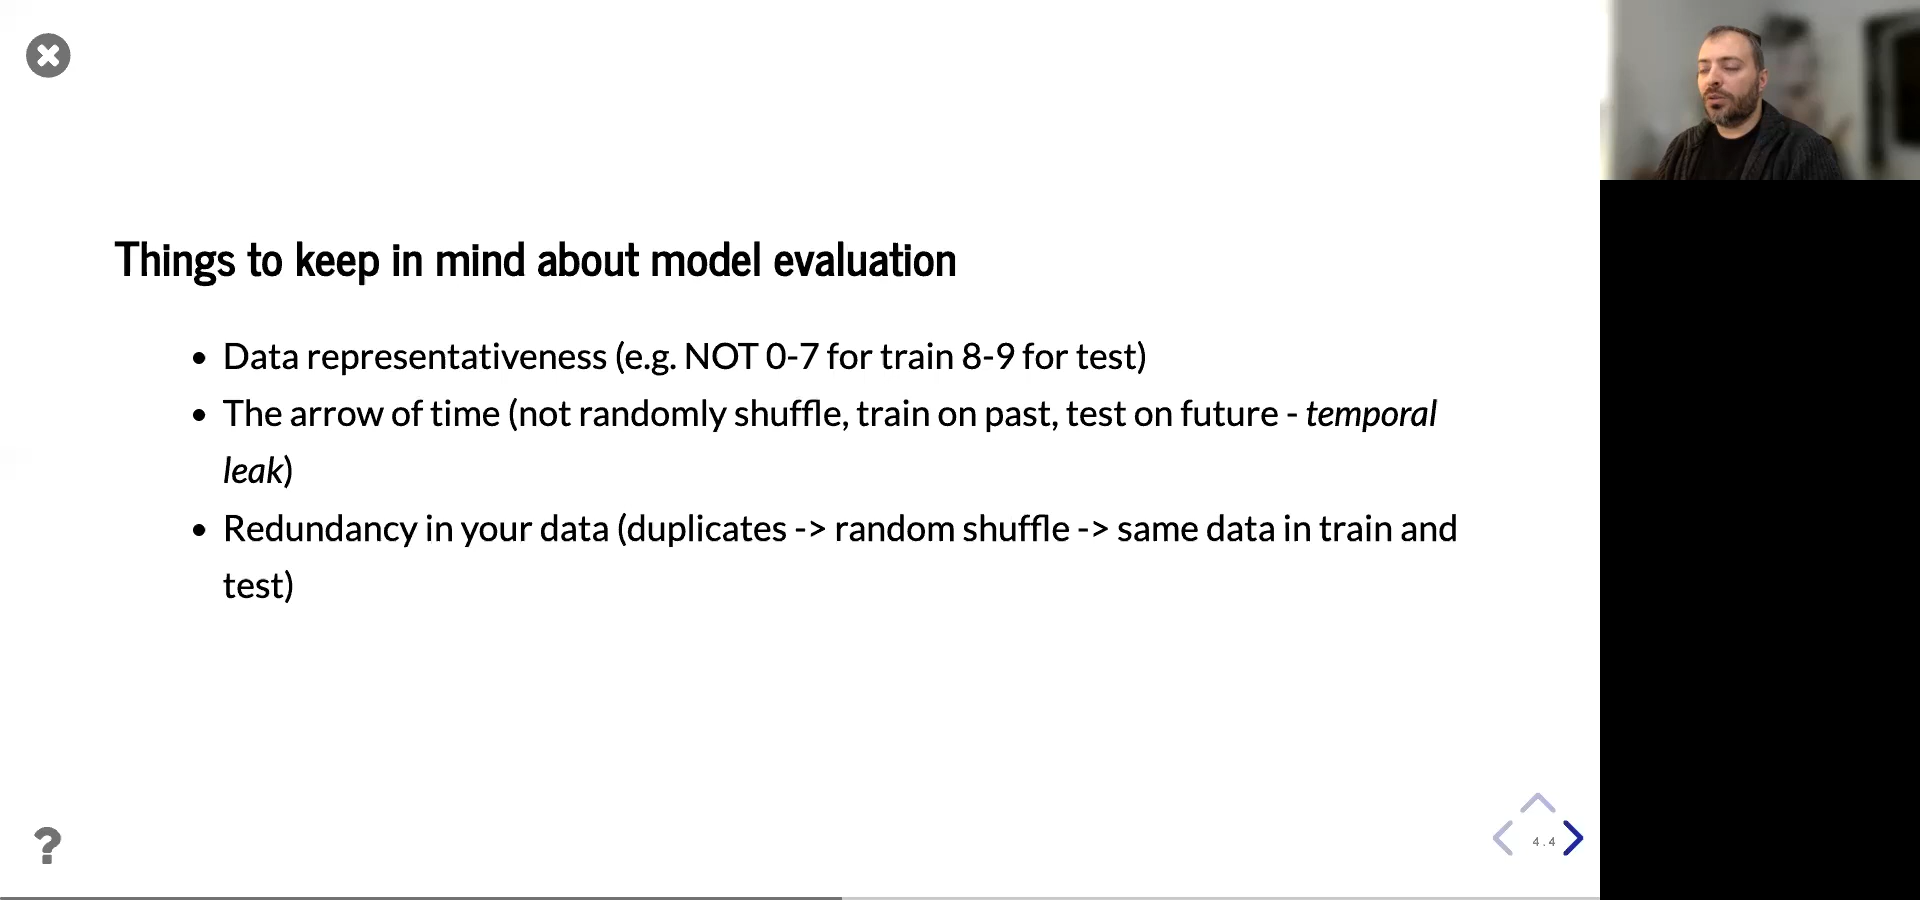 Things to keep in mind about model evaluation
• Data representativeness (e.g. NOT 0-7 for train 8-9 for test)
• The arrow of time (not randomly shuffle, train on past, test on future - temporal
leak)
• Redundancy in your data (duplicates -> random shuffle -> same data in train and
test)
?
4.4